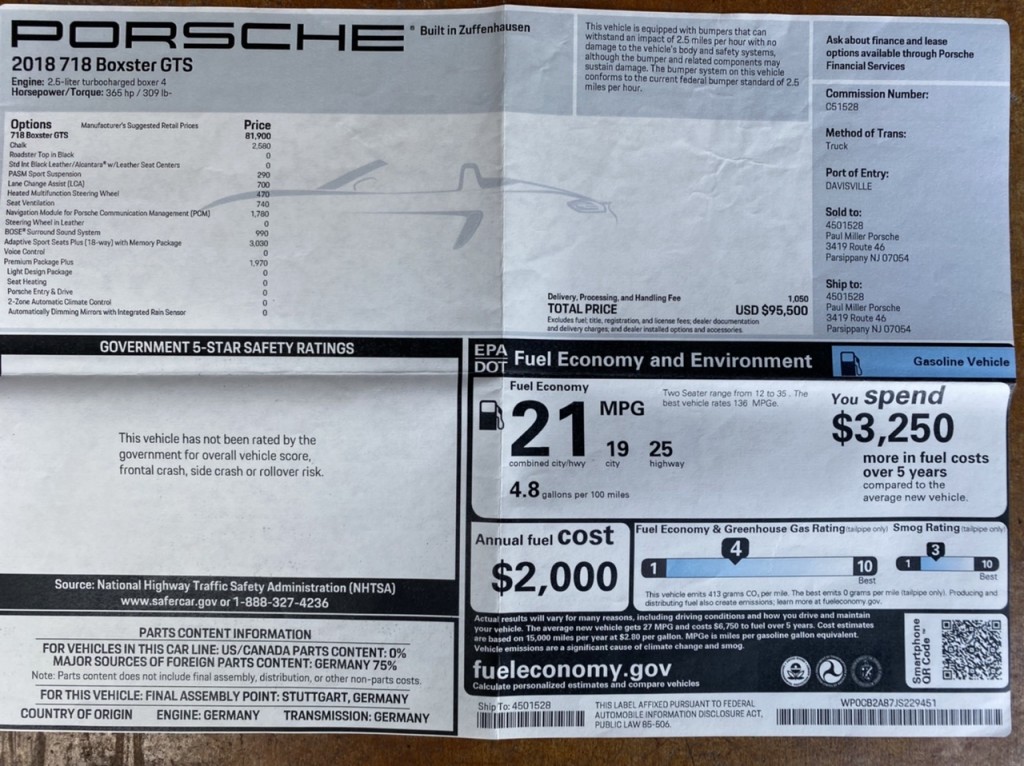 PORSCHE ® Built in Zuffenhausen
2018 718 Boxster GTS
Engine: 2.5-liter turbocharged boxer 4
Horsepower/Torque: 365 hp / 309 lb-
This vehicle is equipped with bumpers that can
withstand an impact of 2.5 miles per hour with no
damage to the vehicle's body and safety systems,
although the bumper and related components may
sustain damage. The bumper system on this vehicle
conforms to the current federal bumper standard of 2.5
miles per hour.
Ask about finance and lease
options available through Porsche
Financial Services
Commission Number:
C51528
Method of Trans:
Truck
Port of Entry:
DAVISVILLE
Sold to:
4501528
Paul Miller Porsche
3419 Route 46
Parsippany NJ 07054
Ship to:
4501528
Paul Miller Porsche
3419 Route 46
Parsippany NJ 07054
Options Manufacturer's Suggested Retail Prices Price
718 Boxster GTS 81,900
Chalk 2,580
Roadster Top in Black 0
Std Int Black Leather/Alcantara® w/Leather Seat Centers 0
PASM Sport Suspension 290
Lane Change Assist (LCA) 700
Heated Multifunction Steering Wheel 470
Seat Ventilation 740
Navigation Module for Porsche Communication Management (PCM) 1,780
Steering Wheel in Leather 0
BOSE® Surround Sound System 990
Adaptive Sport Seats Plus (18-way) with Memory Package 3,030
Voice Control 0
Premium Package Plus 1,970
Light Design Package 0
Seat Heating 0
Porsche Entry & Drive 0
2-Zone Automatic Climate Control 0
Automatically Dimming Mirrors with Integrated Rain Sensor 0
Delivery, Processing, and Handling Fee 1,050
TOTAL PRICE USD $95,500
Excludes fuel, title, registration, and license fees; dealer documentation
and delivery charges; and dealer installed options and accessories.
GOVERNMENT 5-STAR SAFETY RATINGS
This vehicle has not been rated by the
government for overall vehicle score,
frontal crash, side crash or rollover risk.
Source: National Highway Traffic Safety Administration (NHTSA)
www.safercar.gov or 1-888-327-4236
PARTS CONTENT INFORMATION
FOR VEHICLES IN THIS CAR LINE: US/CANADA PARTS CONTENT: 0%
MAJOR SOURCES OF FOREIGN PARTS CONTENT: GERMANY 75%
Note: Parts content does not include final assembly, distribution, or other non-parts costs.
FOR THIS VEHICLE: FINAL ASSEMBLY POINT: STUTTGART, GERMANY
COUNTRY OF ORIGIN ENGINE: GERMANY TRANSMISSION: GERMANY
EPA
DOT Fuel Economy and Environment
Gasoline Vehicle
Fuel Economy
21 MPG
combined city/hwy
19 city
25 highway
4.8 gallons per 100 miles
Two Seater range from 12 to 35. The
best vehicle rates 136 MPGe.
You spend
$3,250
more in fuel costs
over 5 years
compared to the
average new vehicle.
Annual fuel cost
$2,000
Fuel Economy & Greenhouse Gas Rating (tailpipe only)
4
1 10
Best
Smog Rating (tailpipe only)
3
1 10
Best
This vehicle emits 413 grams CO₂ per mile. The best emits 0 grams per mile (tailpipe only). Producing and
distributing fuel also create emissions; learn more at fueleconomy.gov.
Actual results will vary for many reasons, including driving conditions and how you drive and maintain
your vehicle. The average new vehicle gets 27 MPG and costs $6,750 to fuel over 5 years. Cost estimates
are based on 15,000 miles per year at $2.80 per gallon. MPGe is miles per gasoline gallon equivalent.
Vehicle emissions are a significant cause of climate change and smog.
fueleconomy.gov
Calculate personalized estimates and compare vehicles
Smartphone
QR Code™
Ship To: 4501528
THIS LABEL AFFIXED PURSUANT TO FEDERAL
AUTOMOBILE INFORMATION DISCLOSURE ACT,
PUBLIC LAW 85-506.
WP0CB2A87JS229451